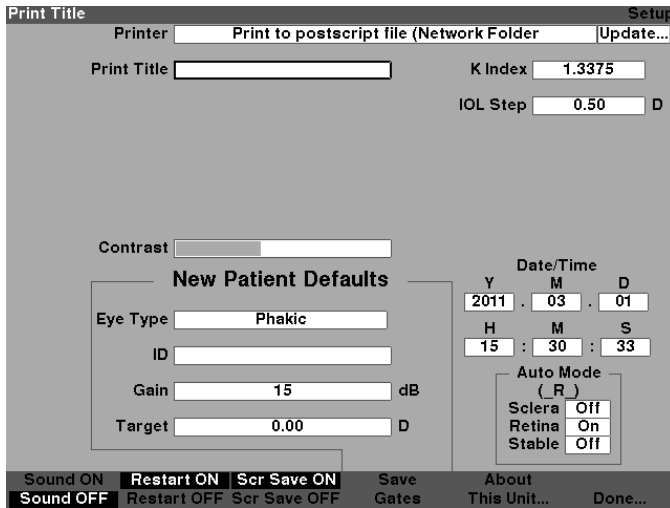 Print Title Setup
Printer Print to postscript file (Network Folder Update...
Print Title K Index 1.3375
IOL Step 0.50 D
Contrast
New Patient Defaults
Date/Time
Y M D
2011 . 03 . 01
Eye Type Phakic
H M S
15 : 30 : 33
ID
Auto Mode
(_R_)
Gain 15 dB
Sclera Off
Retina On
Target 0.00 D
Stable Off
Sound ON Restart ON Scr Save ON Save About
Sound OFF Restart OFF Scr Save OFF Gates This Unit... Done...